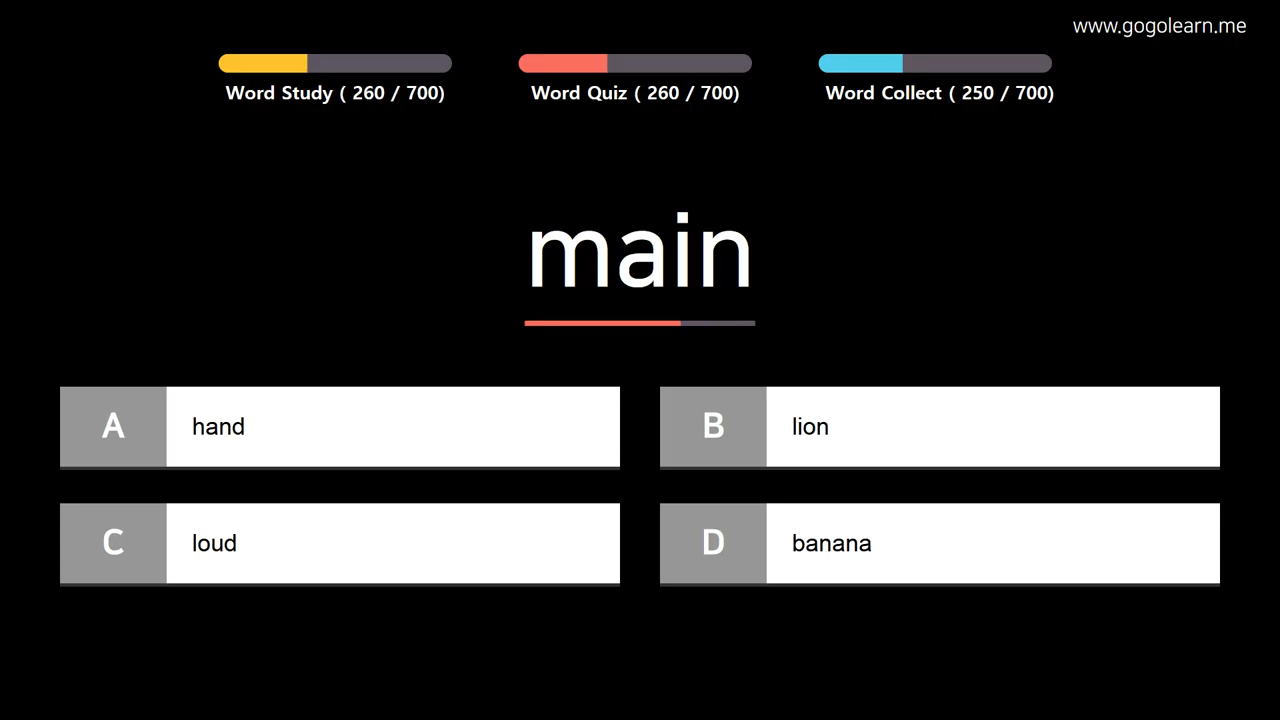 www.gogolearn.me
Word Study ( 260 / 700)
Word Quiz ( 260 / 700)
Word Collect ( 250 / 700)
main
A
hand
B
lion
C
loud
D
banana